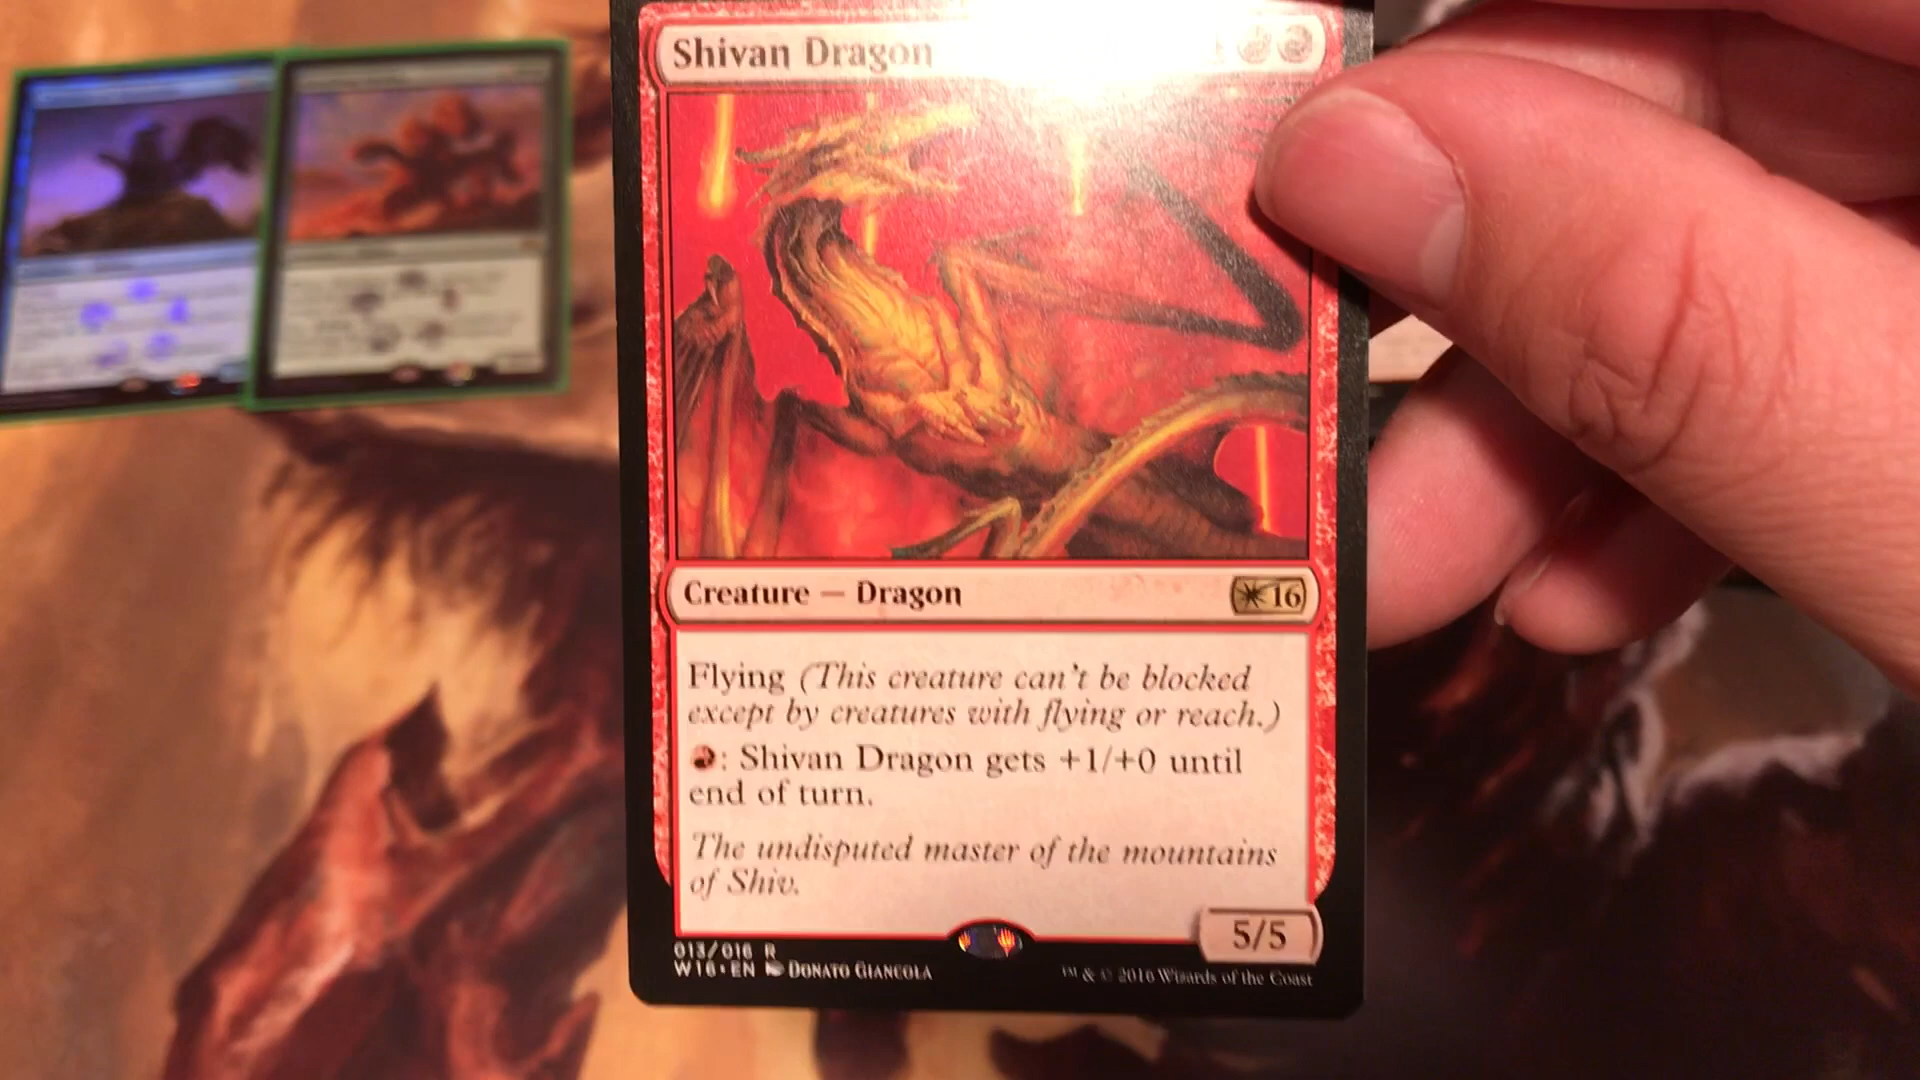 Shivan Dragon
Creature — Dragon
16
Flying (This creature can't be blocked
except by creatures with flying or reach.)
: Shivan Dragon gets +1/+0 until
end of turn.
The undisputed master of the mountains
of Shiv.
5/5
013/016 R
W16•EN DONATO GIANCOLA
™ & © 2016 Wizards of the Coast